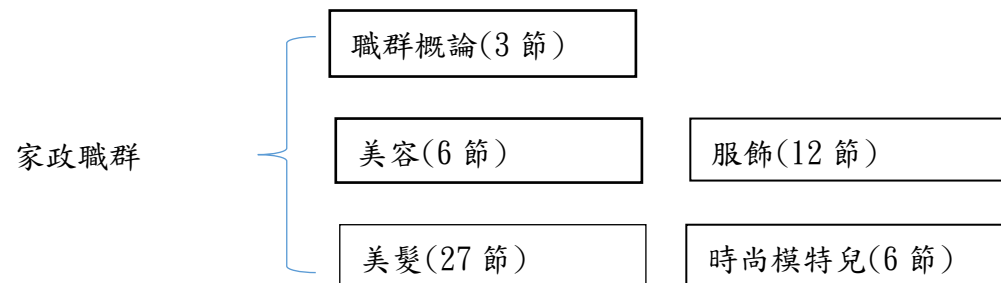 職群概論(3 節)
家政職群
美容(6 節)
服飾(12 節)
美髮(27 節)
時尚模特兒(6 節)